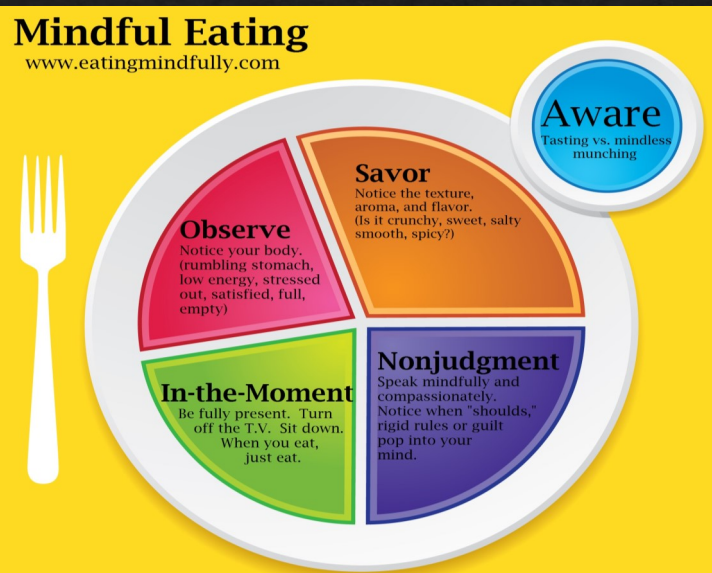 Mindful Eating
www.eatingmindfully.com
Aware
Tasting vs. mindless
munching
Savor
Notice the texture,
aroma, and flavor.
(Is it crunchy, sweet, salty
smooth, spicy?)
Observe
Notice your body.
(rumbling stomach,
low energy, stressed
out, satisfied, full,
empty)
In-the-Moment
Be fully present. Turn
off the T.V. Sit down.
When you eat,
just eat.
Nonjudgment
Speak mindfully and
compassionately.
Notice when "shoulds,"
rigid rules or guilt
pop into your
mind.